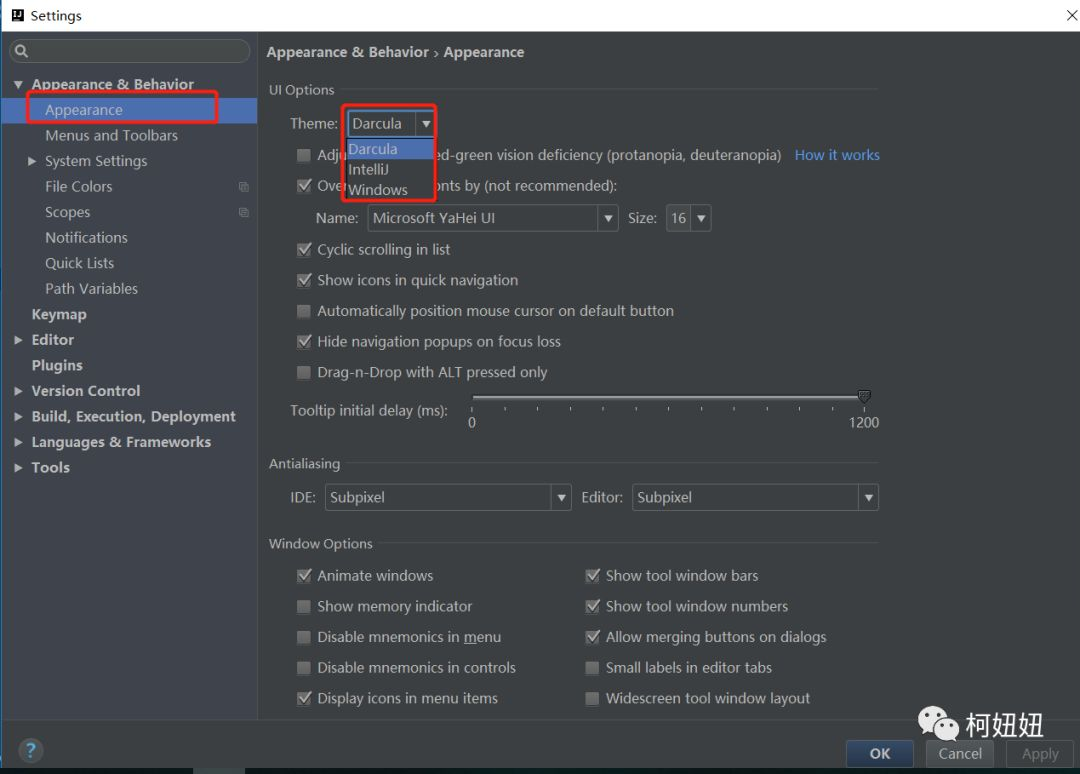 Settings
Appearance & Behavior
Appearance
Menus and Toolbars
System Settings
File Colors
Scopes
Notifications
Quick Lists
Path Variables
Keymap
Editor
Plugins
Version Control
Build, Execution, Deployment
Languages & Frameworks
Tools
Appearance & Behavior › Appearance
UI Options
Theme: Darcula
Darcula
IntelliJ
Windows
Adju ed-green vision deficiency (protanopia, deuteranopia) How it works
Over onts by (not recommended):
Name: Microsoft YaHei UI Size: 16
Cyclic scrolling in list
Show icons in quick navigation
Automatically position mouse cursor on default button
Hide navigation popups on focus loss
Drag-n-Drop with ALT pressed only
Tooltip initial delay (ms):
0 1200
Antialiasing
IDE: Subpixel Editor: Subpixel
Window Options
Animate windows Show tool window bars
Show memory indicator Show tool window numbers
Disable mnemonics in menu Allow merging buttons on dialogs
Disable mnemonics in controls Small labels in editor tabs
Display icons in menu items Widescreen tool window layout
柯妞妞
?
OK Cancel Apply